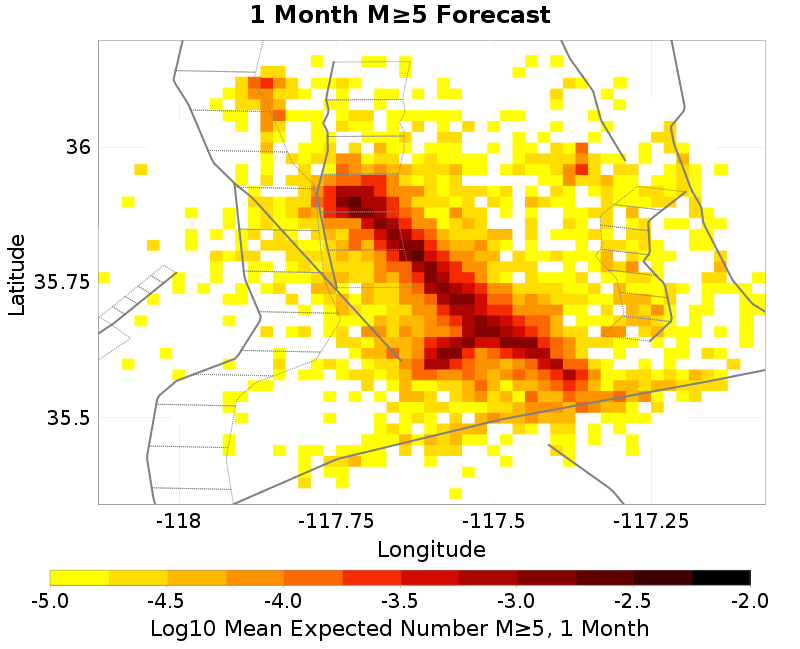 1 Month M≥5 Forecast
36
35.75
35.5
Latitude
-118 -117.75 -117.5 -117.25
Longitude
-5.0 -4.5 -4.0 -3.5 -3.0 -2.5 -2.0
Log10 Mean Expected Number M≥5, 1 Month